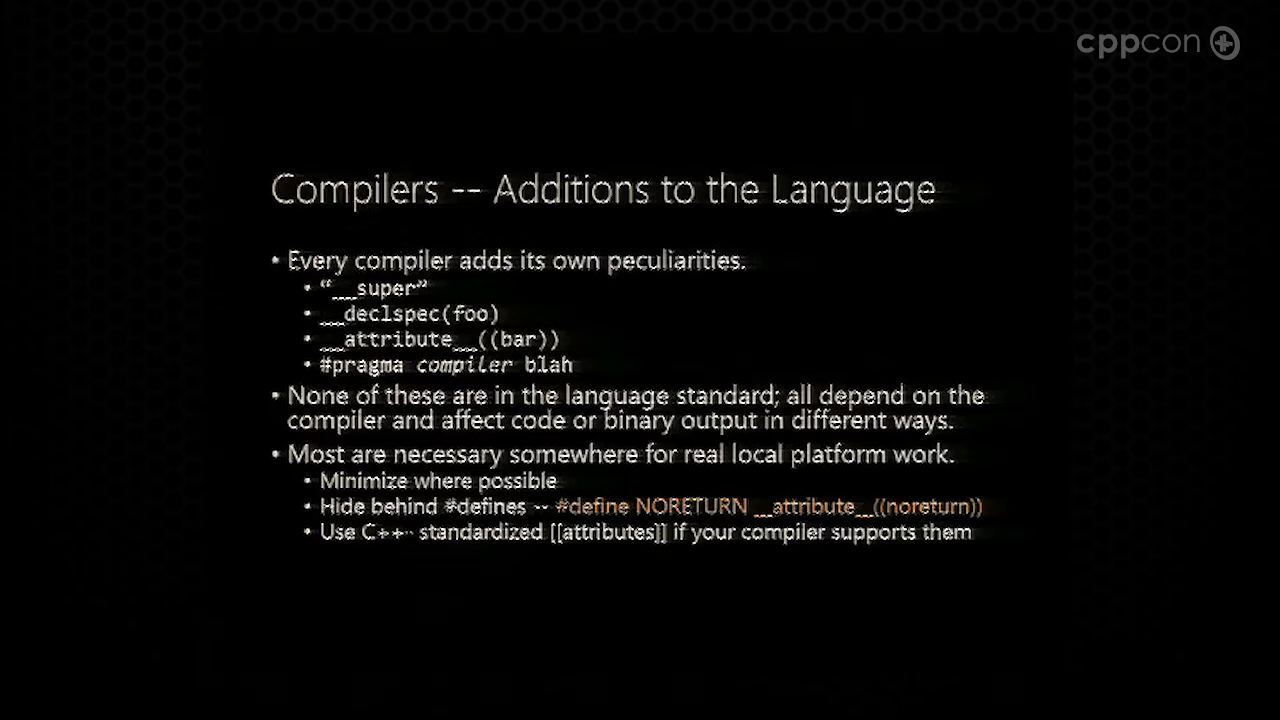 cppcon
Compilers -- Additions to the Language
• Every compiler adds its own peculiarities.
• “__super”
• __declspec(foo)
• __attribute__((bar))
• #pragma compiler blah
• None of these are in the language standard; all depend on the
compiler and affect code or binary output in different ways.
• Most are necessary somewhere for real local platform work.
• Minimize where possible
• Hide behind #defines -- #define NORETURN __attribute__((noreturn))
• Use C++ standardized [[attributes]] if your compiler supports them